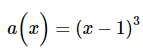 a(x) = (x − 1)³